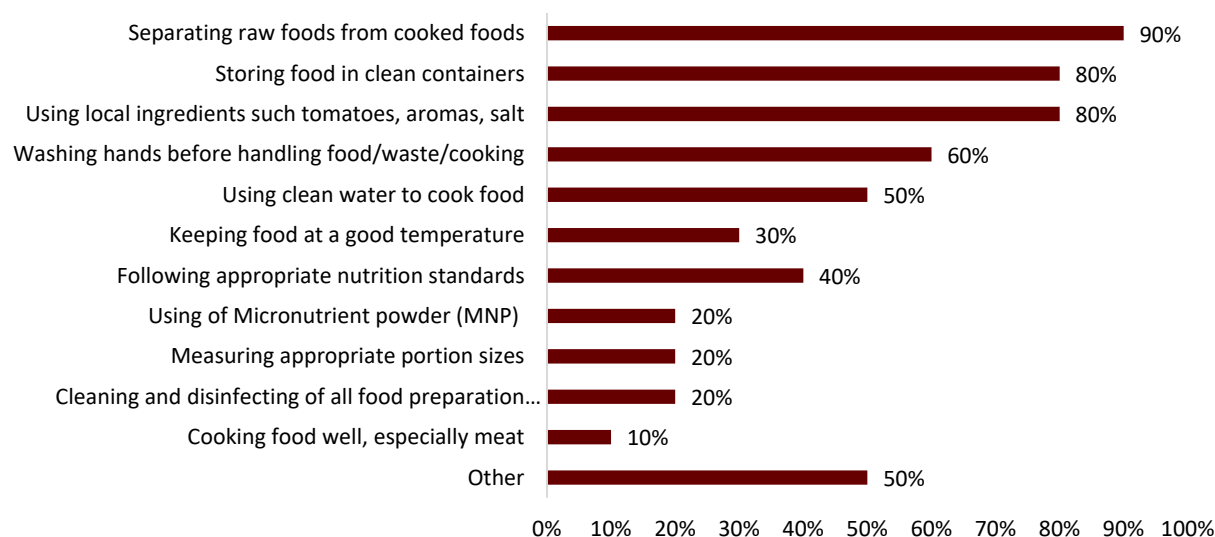 Separating raw foods from cooked foods 90%
Storing food in clean containers 80%
Using local ingredients such tomatoes, aromas, salt 80%
Washing hands before handling food/waste/cooking 60%
Using clean water to cook food 50%
Keeping food at a good temperature 30%
Following appropriate nutrition standards 40%
Using of Micronutrient powder (MNP) 20%
Measuring appropriate portion sizes 20%
Cleaning and disinfecting of all food preparation... 20%
Cooking food well, especially meat 10%
Other 50%
0% 10% 20% 30% 40% 50% 60% 70% 80% 90% 100%